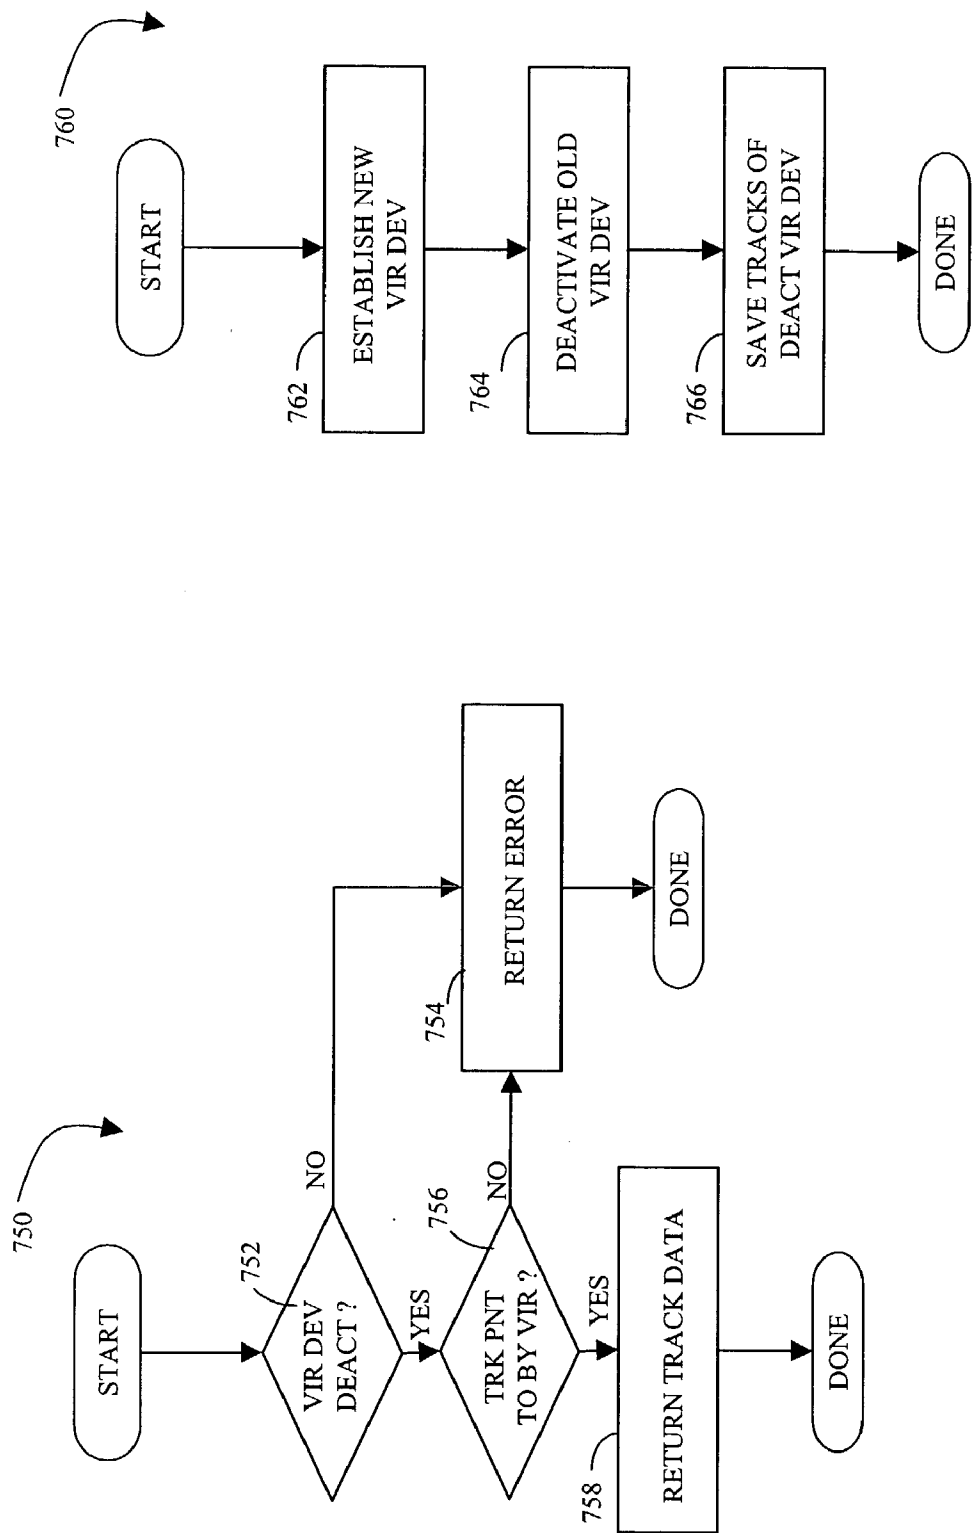 750
START
752
VIR DEV
DEACT ?
NO
YES
756
TRK PNT
TO BY VIR ?
NO
YES
754
RETURN ERROR
DONE
758
RETURN TRACK DATA
DONE
760
START
762
ESTABLISH NEW
VIR DEV
764
DEACTIVATE OLD
VIR DEV
766
SAVE TRACKS OF
DEACT VIR DEV
DONE